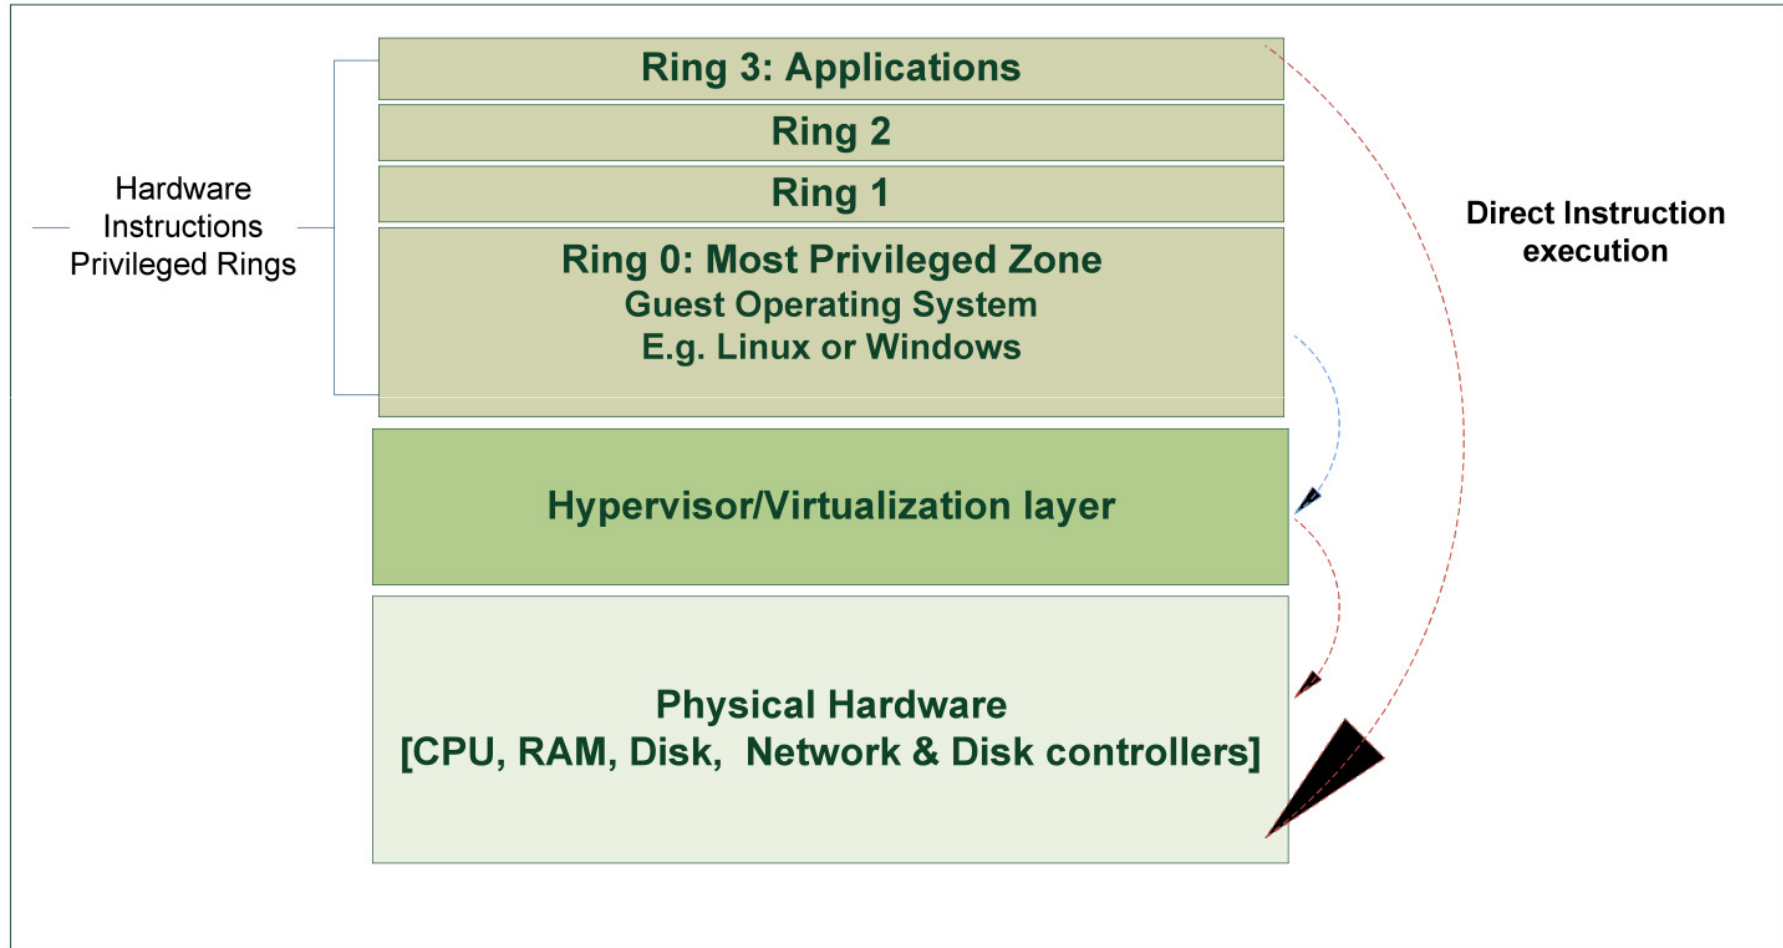 Ring 3: Applications
Ring 2
Ring 1
Ring 0: Most Privileged Zone
Guest Operating System
E.g. Linux or Windows
Hardware
Instructions
Privileged Rings
Direct Instruction
execution
Hypervisor/Virtualization layer
Physical Hardware
[CPU, RAM, Disk,  Network & Disk controllers]